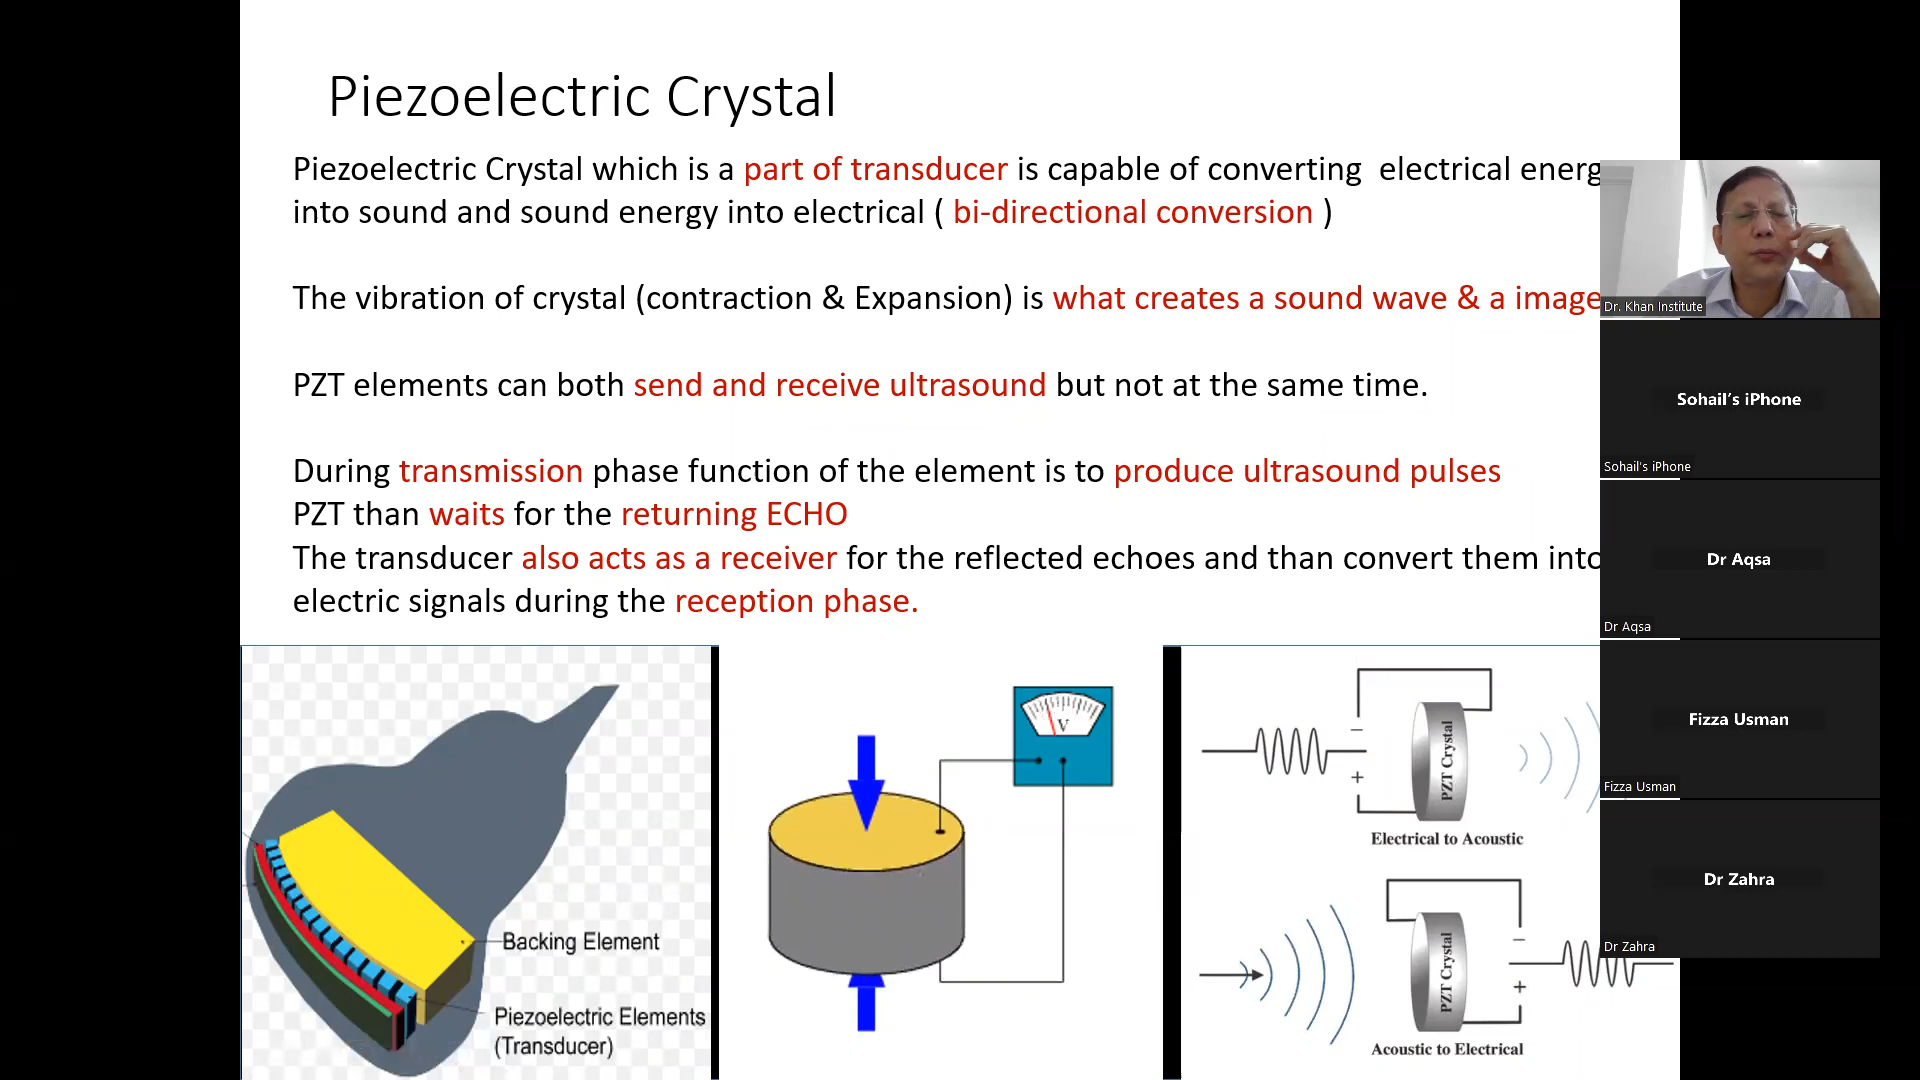 Piezoelectric Crystal
Piezoelectric Crystal which is a part of transducer is capable of converting electrical energ
into sound and sound energy into electrical ( bi-directional conversion )
The vibration of crystal (contraction & Expansion) is what creates a sound wave & a image
PZT elements can both send and receive ultrasound but not at the same time.
During transmission phase function of the element is to produce ultrasound pulses
PZT than waits for the returning ECHO
The transducer also acts as a receiver for the reflected echoes and than convert them into
electric signals during the reception phase.
Backing Element
Piezoelectric Elements
(Transducer)
V
−
+
PZT Crystal
Electrical to Acoustic
−
+
PZT Crystal
Acoustic to Electrical
Dr. Khan Institute
Sohail’s iPhone
Sohail's iPhone
Dr Aqsa
Dr Aqsa
Fizza Usman
Fizza Usman
Dr Zahra
Dr Zahra